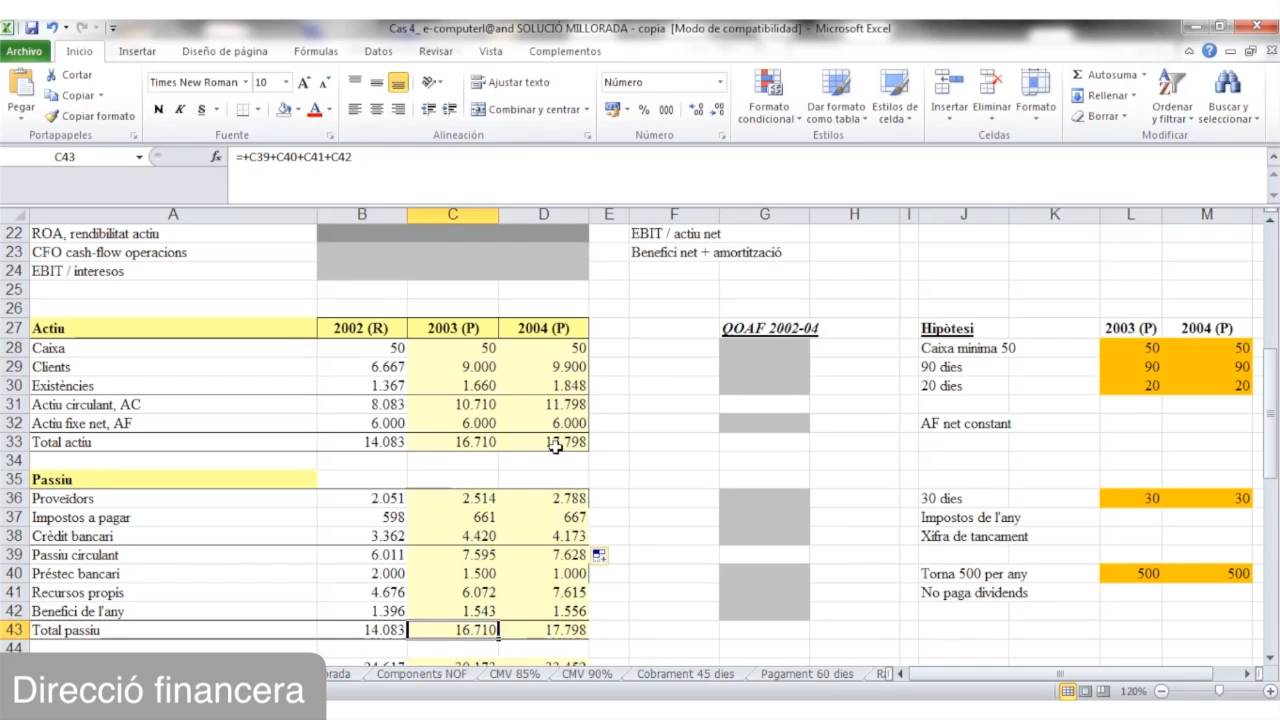 Cas 4_ e-computerl@and SOLUCIÓ MILLORADA - copia [Modo de compatibilidad] - Microsoft Excel
Archivo Inicio Insertar Diseño de página Fórmulas Datos Revisar Vista Complementos
Pegar
Cortar
Copiar
Copiar formato
Portapapeles
Times New Roman 10
N K S
Fuente
Ajustar texto
Combinar y centrar
Alineación
Número
% 000
Número
Formato condicional
Dar formato como tabla
Estilos de celda
Estilos
Insertar Eliminar Formato
Celdas
Autosuma
Rellenar
Borrar
Ordenar y filtrar
Buscar y seleccionar
Modificar
C43 fx =+C39+C40+C41+C42
A B C D E F G H I J K L M
22 ROA, rendibilitat actiu EBIT / actiu net
23 CFO cash-flow operacions Benefici net + amortització
24 EBIT / interesos
25
26
27 Actiu 2002 (R) 2003 (P) 2004 (P) QOAF 2002-04 Hipòtesi 2003 (P) 2004 (P)
28 Caixa 50 50 50 Caixa mínima 50 50 50
29 Clients 6.667 9.000 9.900 90 dies 90 90
30 Existències 1.367 1.660 1.848 20 dies 20 20
31 Actiu circulant, AC 8.083 10.710 11.798
32 Actiu fixe net, AF 6.000 6.000 6.000 AF net constant
33 Total actiu 14.083 16.710 17.798
34
35 Passiu
36 Proveïdors 2.051 2.514 2.788 30 dies 30 30
37 Impostos a pagar 598 661 667 Impostos de l'any
38 Crèdit bancari 3.362 4.420 4.173 Xifra de tancament
39 Passiu circulant 6.011 7.595 7.628
40 Préstec bancari 2.000 1.500 1.000 Torna 500 per any 500 500
41 Recursos propis 4.676 6.072 7.615 No paga dividends
42 Benefici de l'any 1.396 1.543 1.556
43 Total passiu 14.083 16.710 17.798
44
Components NOF CMV 85% CMV 90% Cobrament 45 dies Pagament 60 dies
120%
Direcció financera